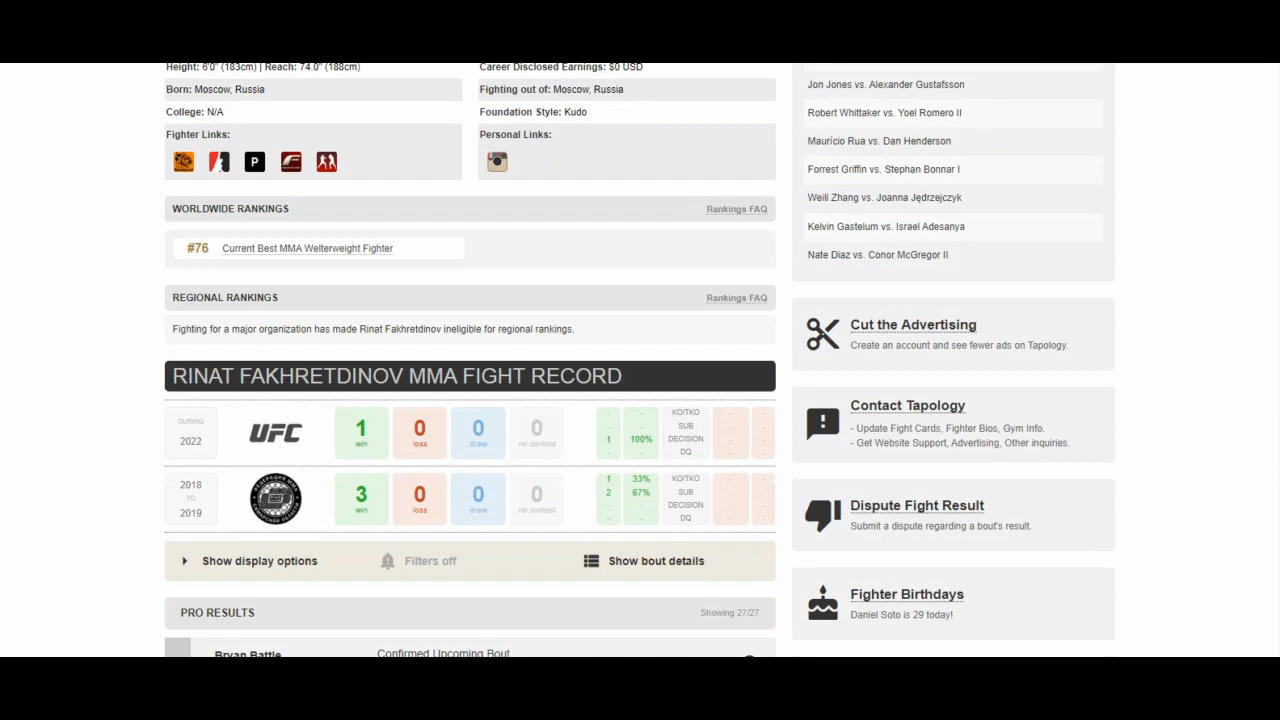 Height: 6'0" (183cm) | Reach: 74.0" (188cm)
Career Disclosed Earnings: $0 USD
Born: Moscow, Russia
Fighting out of: Moscow, Russia
College: N/A
Foundation Style: Kudo
Fighter Links:
Personal Links:
P
WORLDWIDE RANKINGS
Rankings FAQ
#76 Current Best MMA Welterweight Fighter
REGIONAL RANKINGS
Rankings FAQ
Fighting for a major organization has made Rinat Fakhretdinov ineligible for regional rankings.
RINAT FAKHRETDINOV MMA FIGHT RECORD
DURING
2022
UFC
1
win
0
loss
0
draw
0
no contest
- - KO/TKO - -
- - SUB - -
1 100% DECISION - -
- - DQ - -
2018
TO
2019
3
win
0
loss
0
draw
0
no contest
1 33% KO/TKO - -
2 67% SUB - -
- - DECISION - -
- - DQ - -
Show display options
Filters off
Show bout details
PRO RESULTS
Showing 27/27
Bryan Battle
Confirmed Upcoming Bout
Jon Jones vs. Alexander Gustafsson
Robert Whittaker vs. Yoel Romero II
Maurício Rua vs. Dan Henderson
Forrest Griffin vs. Stephan Bonnar I
Weili Zhang vs. Joanna Jędrzejczyk
Kelvin Gastelum vs. Israel Adesanya
Nate Diaz vs. Conor McGregor II
Cut the Advertising
Create an account and see fewer ads on Tapology.
Contact Tapology
- Update Fight Cards, Fighter Bios, Gym Info.
- Get Website Support, Advertising, Other inquiries.
Dispute Fight Result
Submit a dispute regarding a bout's result.
Fighter Birthdays
Daniel Soto is 29 today!